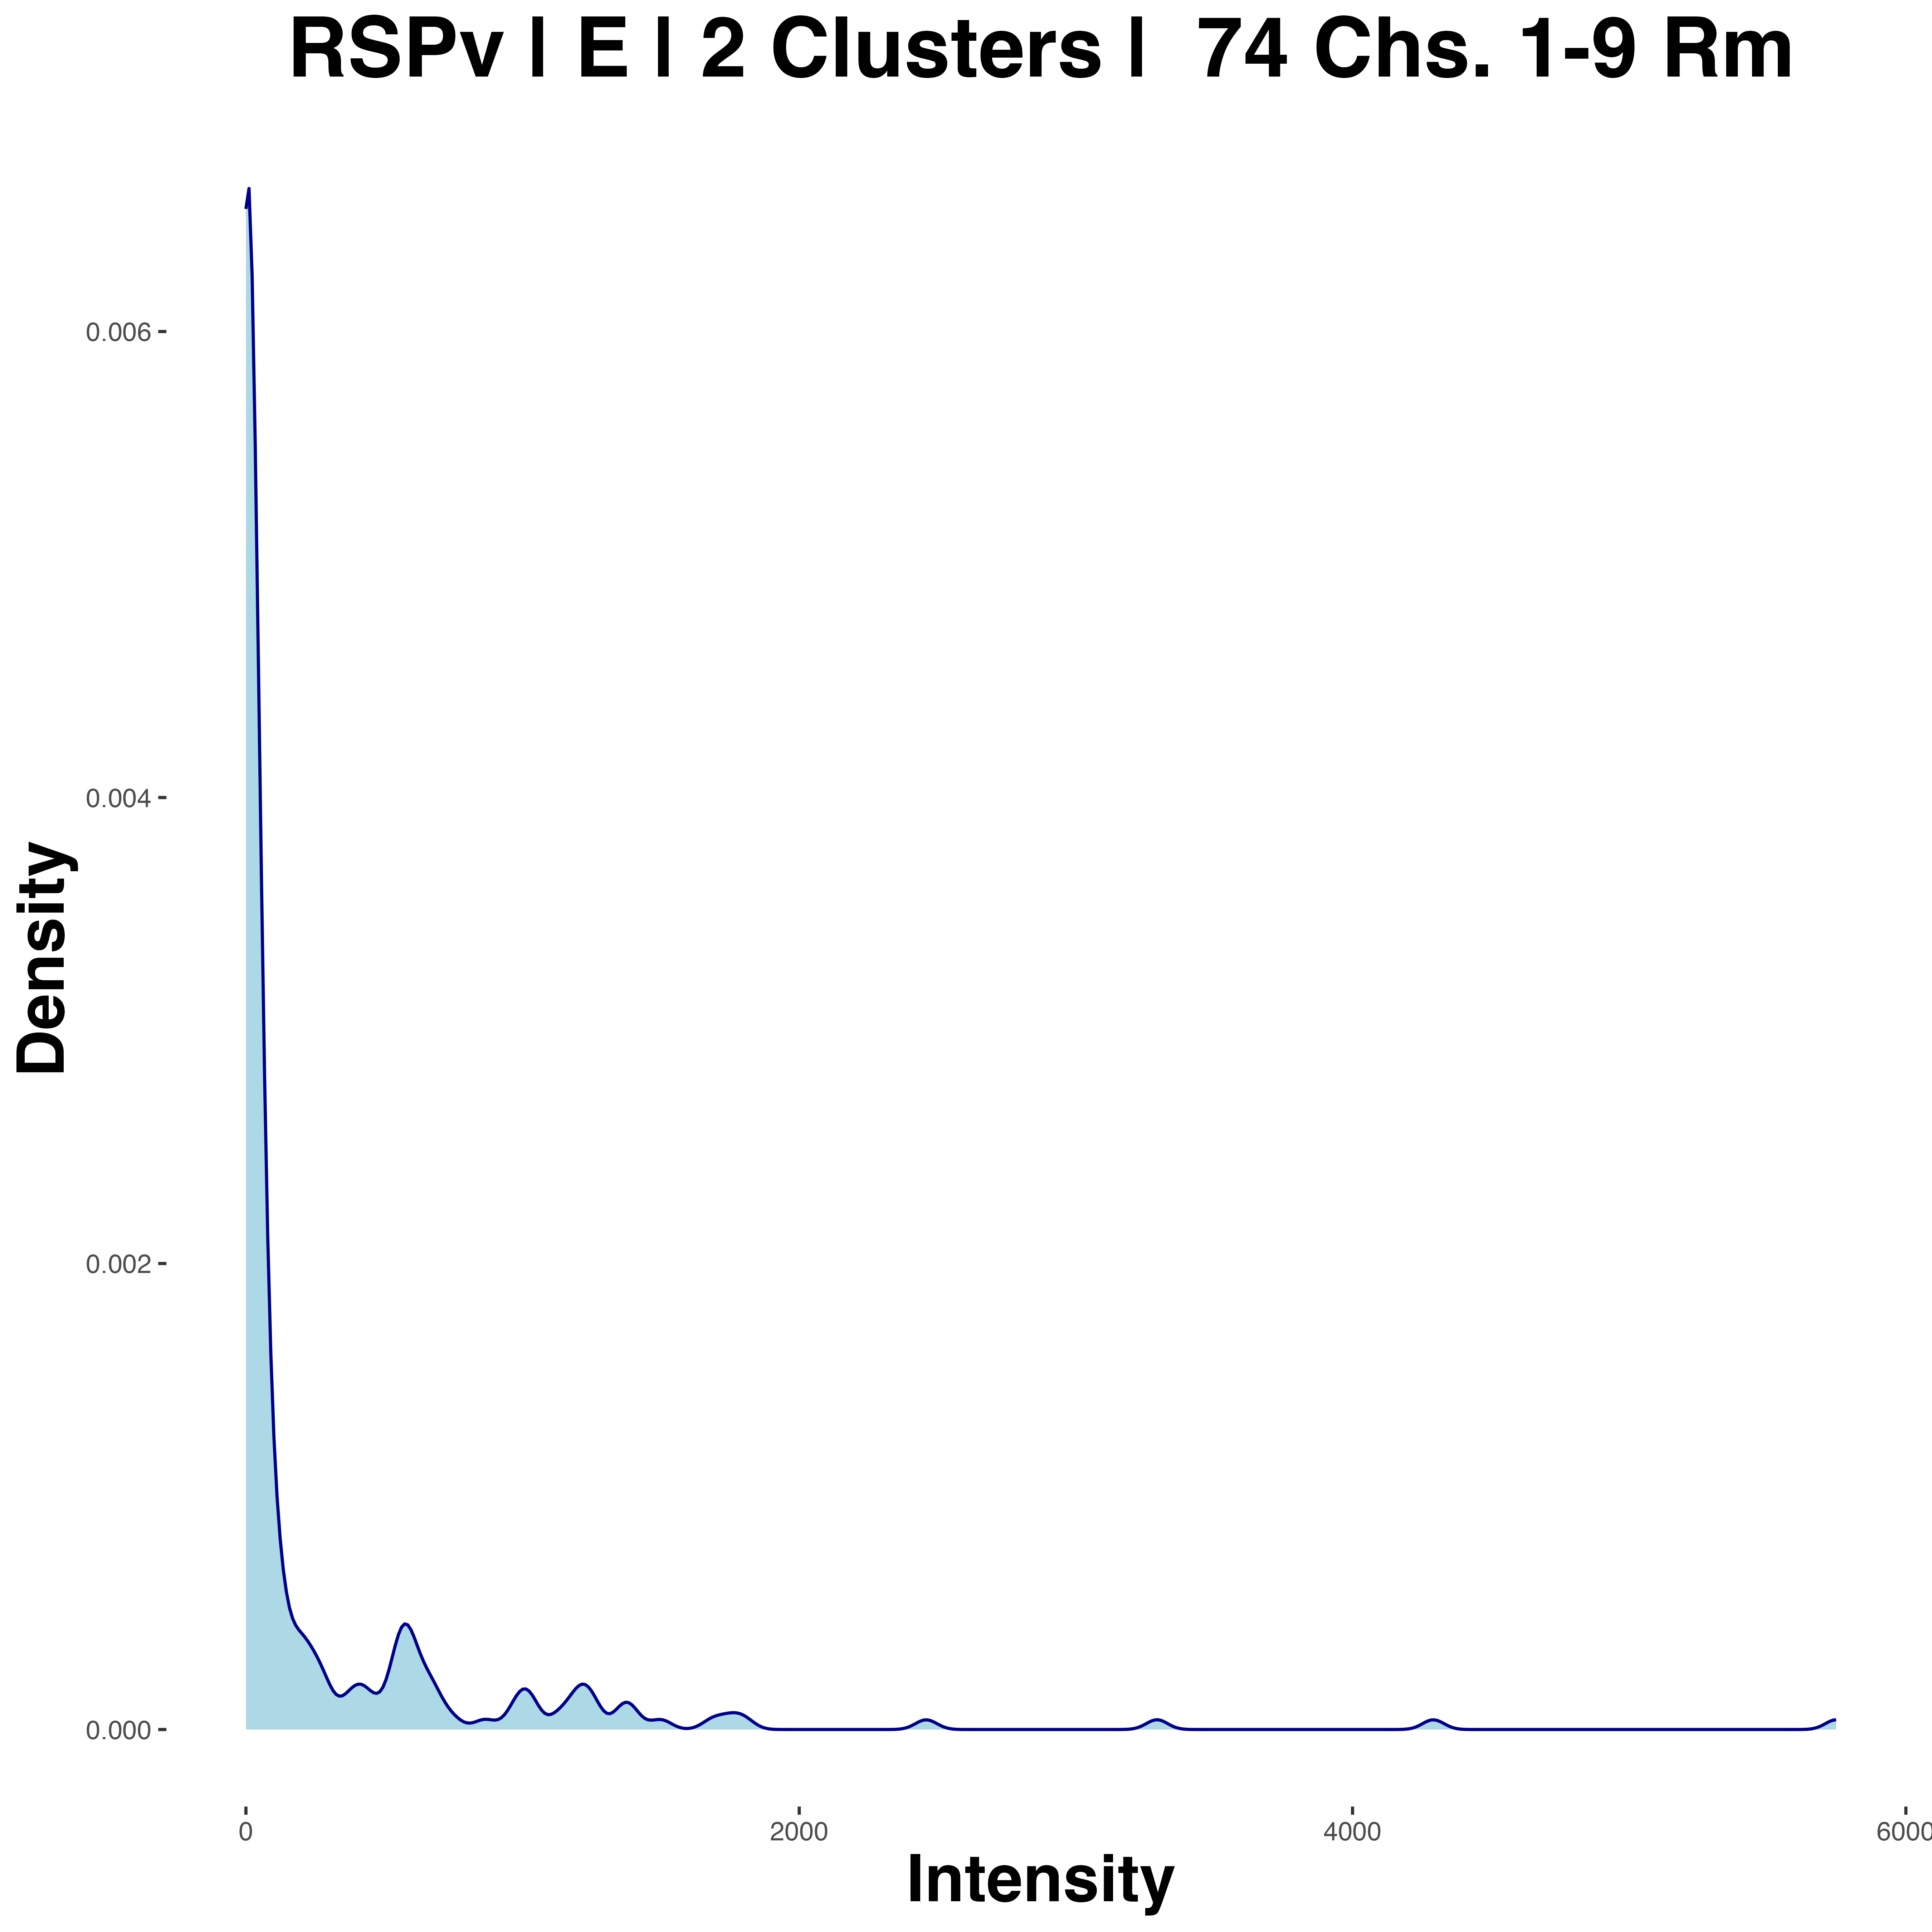 RSPv | E | 2 Clusters |  74 Chs. 1-9 Rm
0.006
0.004
Density
0.002
0.000
0 2000 4000 6000
Intensity